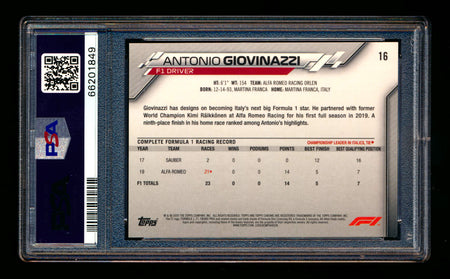 66201849
PSA
ANTONIO GIOVINAZZI
16
F1 DRIVER
HT: 6'1" WT: 154 TEAM: ALFA ROMEO RACING ORLEN
BORN: 12-14-93, MARTINA FRANCA HOME: MARTINA FRANCA, ITALY
Giovinazzi has designs on becoming Italy's next big Formula 1 star. He partnered with former
World Champion Kimi Räikkönen at Alfa Romeo Racing for his first full season in 2019. A
ninth-place finish in his home race ranked among Antonio's highlights.
COMPLETE FORMULA 1 RACING RECORD
YEAR TEAM RACES WINS PODIUMS POINTS BEST FINISH BEST QUALIFYING POSITION
17 SAUBER 2 0 0 0 12 16
19 ALFA ROMEO 21 0 0 14 5 7
F1 TOTALS 23 0 0 14 5 7
Topps
F1